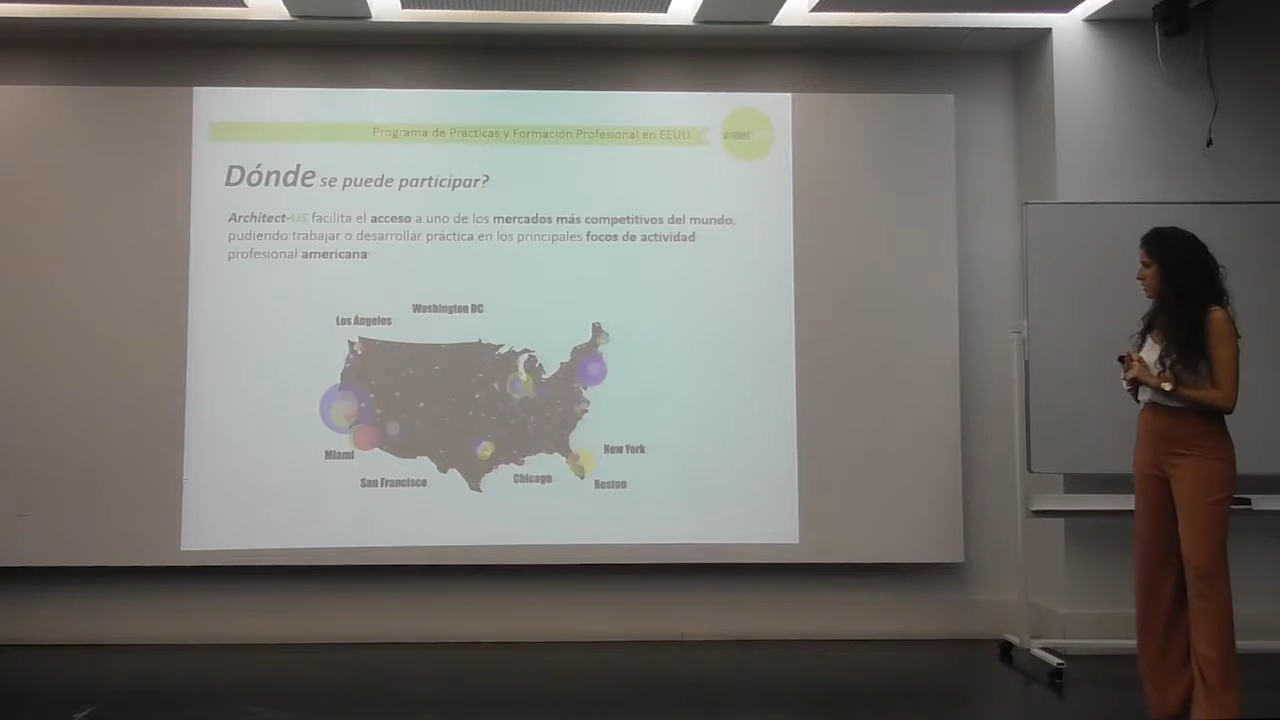 Programa de Prácticas y Formación Profesional en EEUU
Dónde se puede participar?
Architect-US facilita el acceso a uno de los mercados más competitivos del mundo,
pudiendo trabajar o desarrollar práctica en los principales focos de actividad
profesional americana
Washington DC
Los Ángeles
Miami
New York
San Francisco
Chicago
Boston